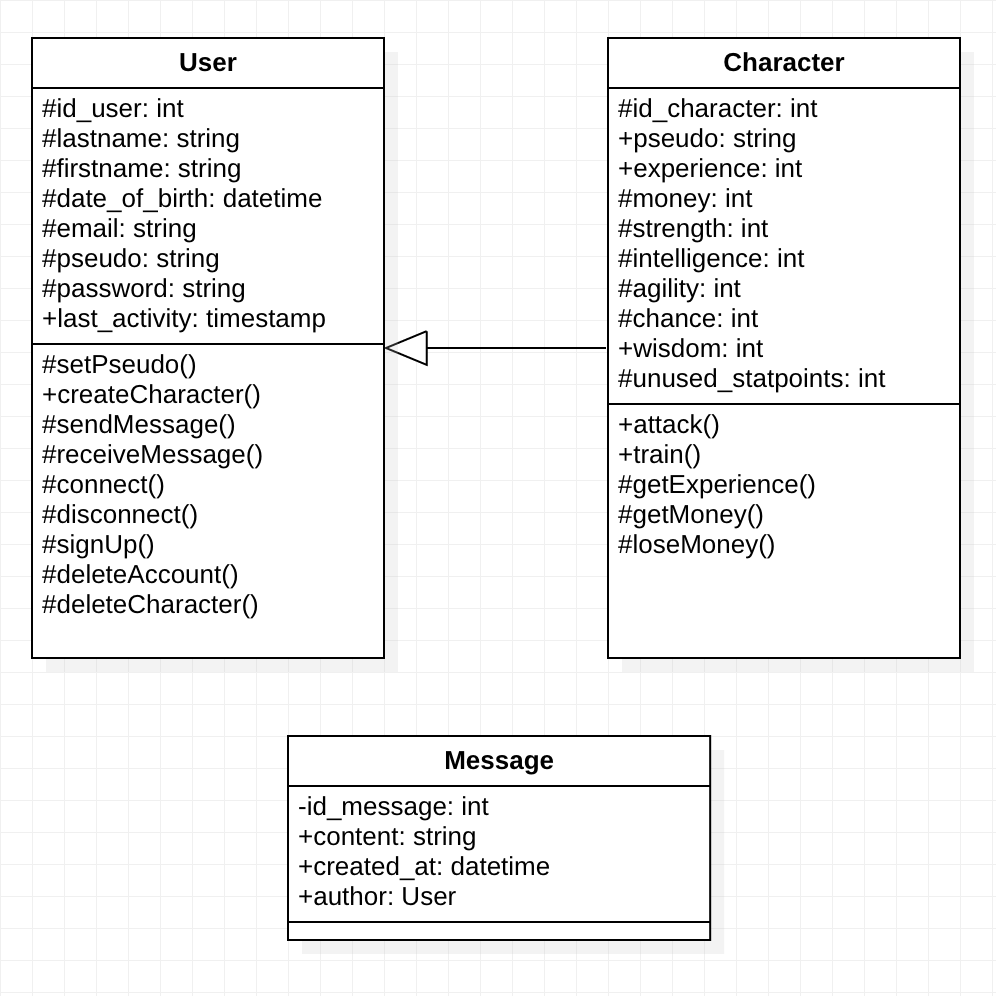 User
#id_user: int
#lastname: string
#firstname: string
#date_of_birth: datetime
#email: string
#pseudo: string
#password: string
+last_activity: timestamp
#setPseudo()
+createCharacter()
#sendMessage()
#receiveMessage()
#connect()
#disconnect()
#signUp()
#deleteAccount()
#deleteCharacter()
Character
#id_character: int
+pseudo: string
+experience: int
#money: int
#strength: int
#intelligence: int
#agility: int
#chance: int
+wisdom: int
#unused_statpoints: int
+attack()
+train()
#getExperience()
#getMoney()
#loseMoney()
Message
-id_message: int
+content: string
+created_at: datetime
+author: User